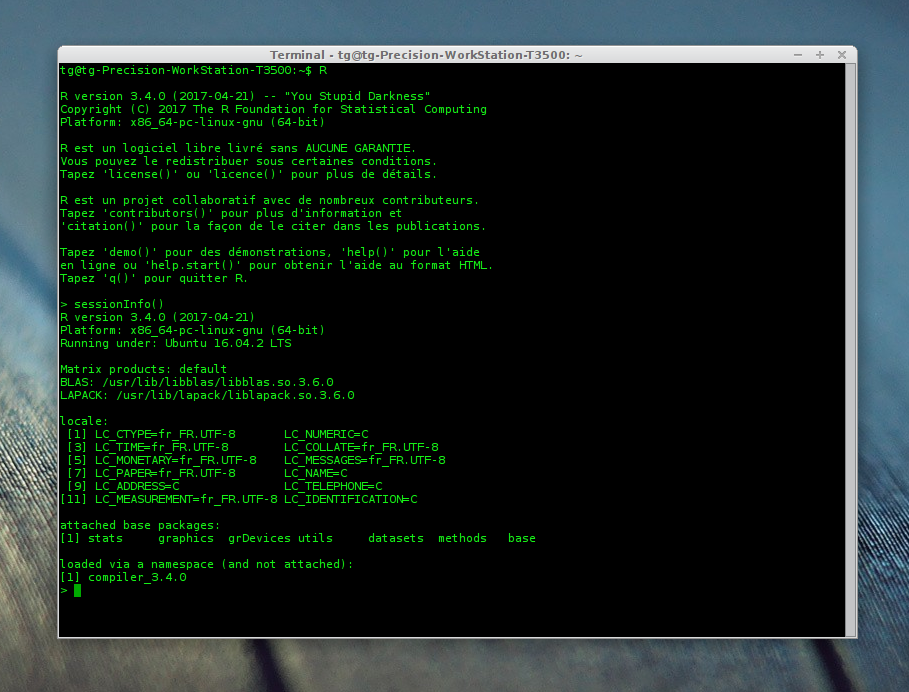 Terminal - tg@tg-Precision-WorkStation-T3500: ~
tg@tg-Precision-WorkStation-T3500:~$ R
R version 3.4.0 (2017-04-21) -- "You Stupid Darkness"
Copyright (C) 2017 The R Foundation for Statistical Computing
Platform: x86_64-pc-linux-gnu (64-bit)
R est un logiciel libre livré sans AUCUNE GARANTIE.
Vous pouvez le redistribuer sous certaines conditions.
Tapez 'license()' ou 'licence()' pour plus de détails.
R est un projet collaboratif avec de nombreux contributeurs.
Tapez 'contributors()' pour plus d'information et
'citation()' pour la façon de le citer dans les publications.
Tapez 'demo()' pour des démonstrations, 'help()' pour l'aide
en ligne ou 'help.start()' pour obtenir l'aide au format HTML.
Tapez 'q()' pour quitter R.
> sessionInfo()
R version 3.4.0 (2017-04-21)
Platform: x86_64-pc-linux-gnu (64-bit)
Running under: Ubuntu 16.04.2 LTS
Matrix products: default
BLAS: /usr/lib/libblas/libblas.so.3.6.0
LAPACK: /usr/lib/lapack/liblapack.so.3.6.0
locale:
 [1] LC_CTYPE=fr_FR.UTF-8       LC_NUMERIC=C
 [3] LC_TIME=fr_FR.UTF-8        LC_COLLATE=fr_FR.UTF-8
 [5] LC_MONETARY=fr_FR.UTF-8    LC_MESSAGES=fr_FR.UTF-8
 [7] LC_PAPER=fr_FR.UTF-8       LC_NAME=C
 [9] LC_ADDRESS=C               LC_TELEPHONE=C
[11] LC_MEASUREMENT=fr_FR.UTF-8 LC_IDENTIFICATION=C
attached base packages:
[1] stats     graphics  grDevices utils     datasets  methods   base
loaded via a namespace (and not attached):
[1] compiler_3.4.0
>